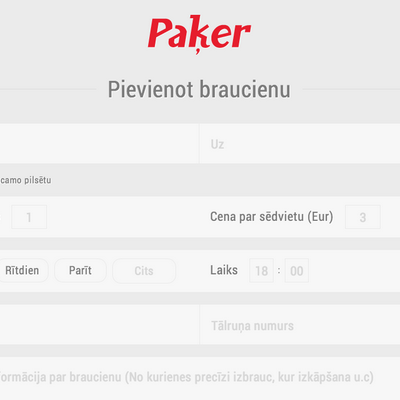 Paķer
Pievienot braucienu
Uz
camo pilsētu
1 Cena par sēdvietu (Eur) 3
Rītdien Parīt Cits Laiks 18 : 00
Tālruņa numurs
ormācija par braucienu (No kurienes precīzi izbrauc, kur izkāpšana u.c)